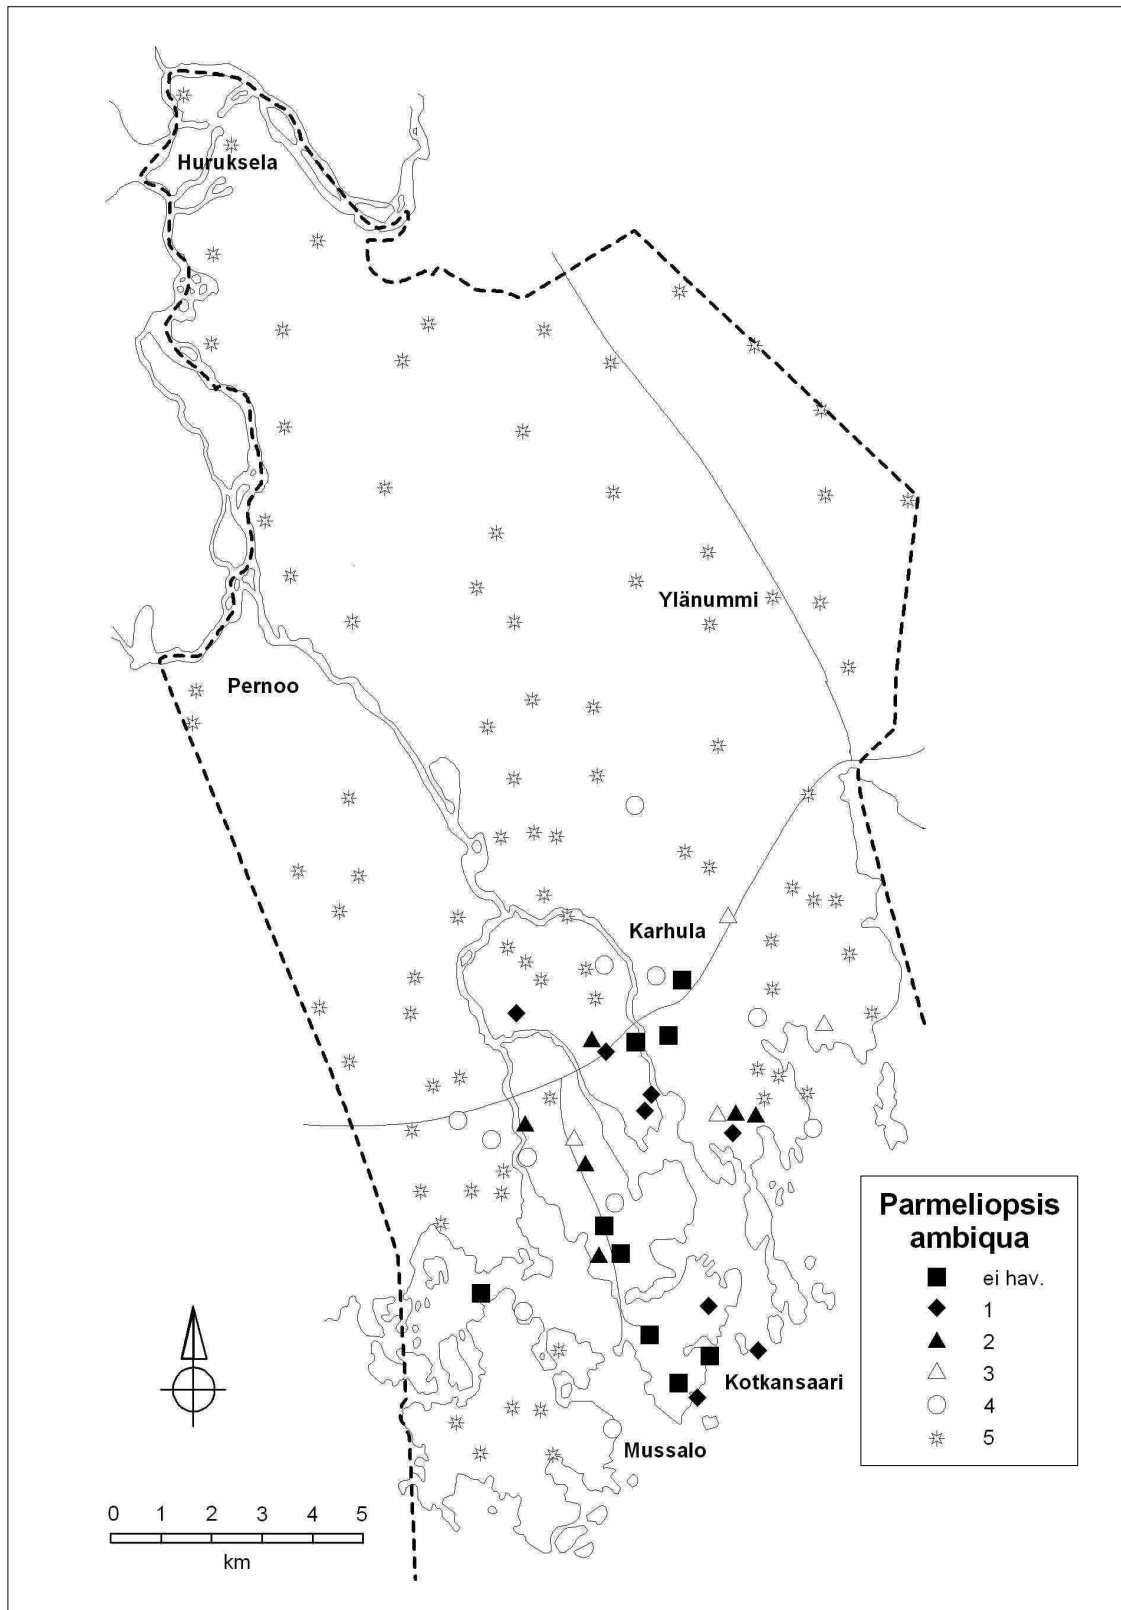 Huruksela
Ylänummi
Pernoo
Karhula
Kotkansaari
Mussalo
Parmeliopsis
ambiqua
ei hav.
1
2
3
4
5
0 1 2 3 4 5
km